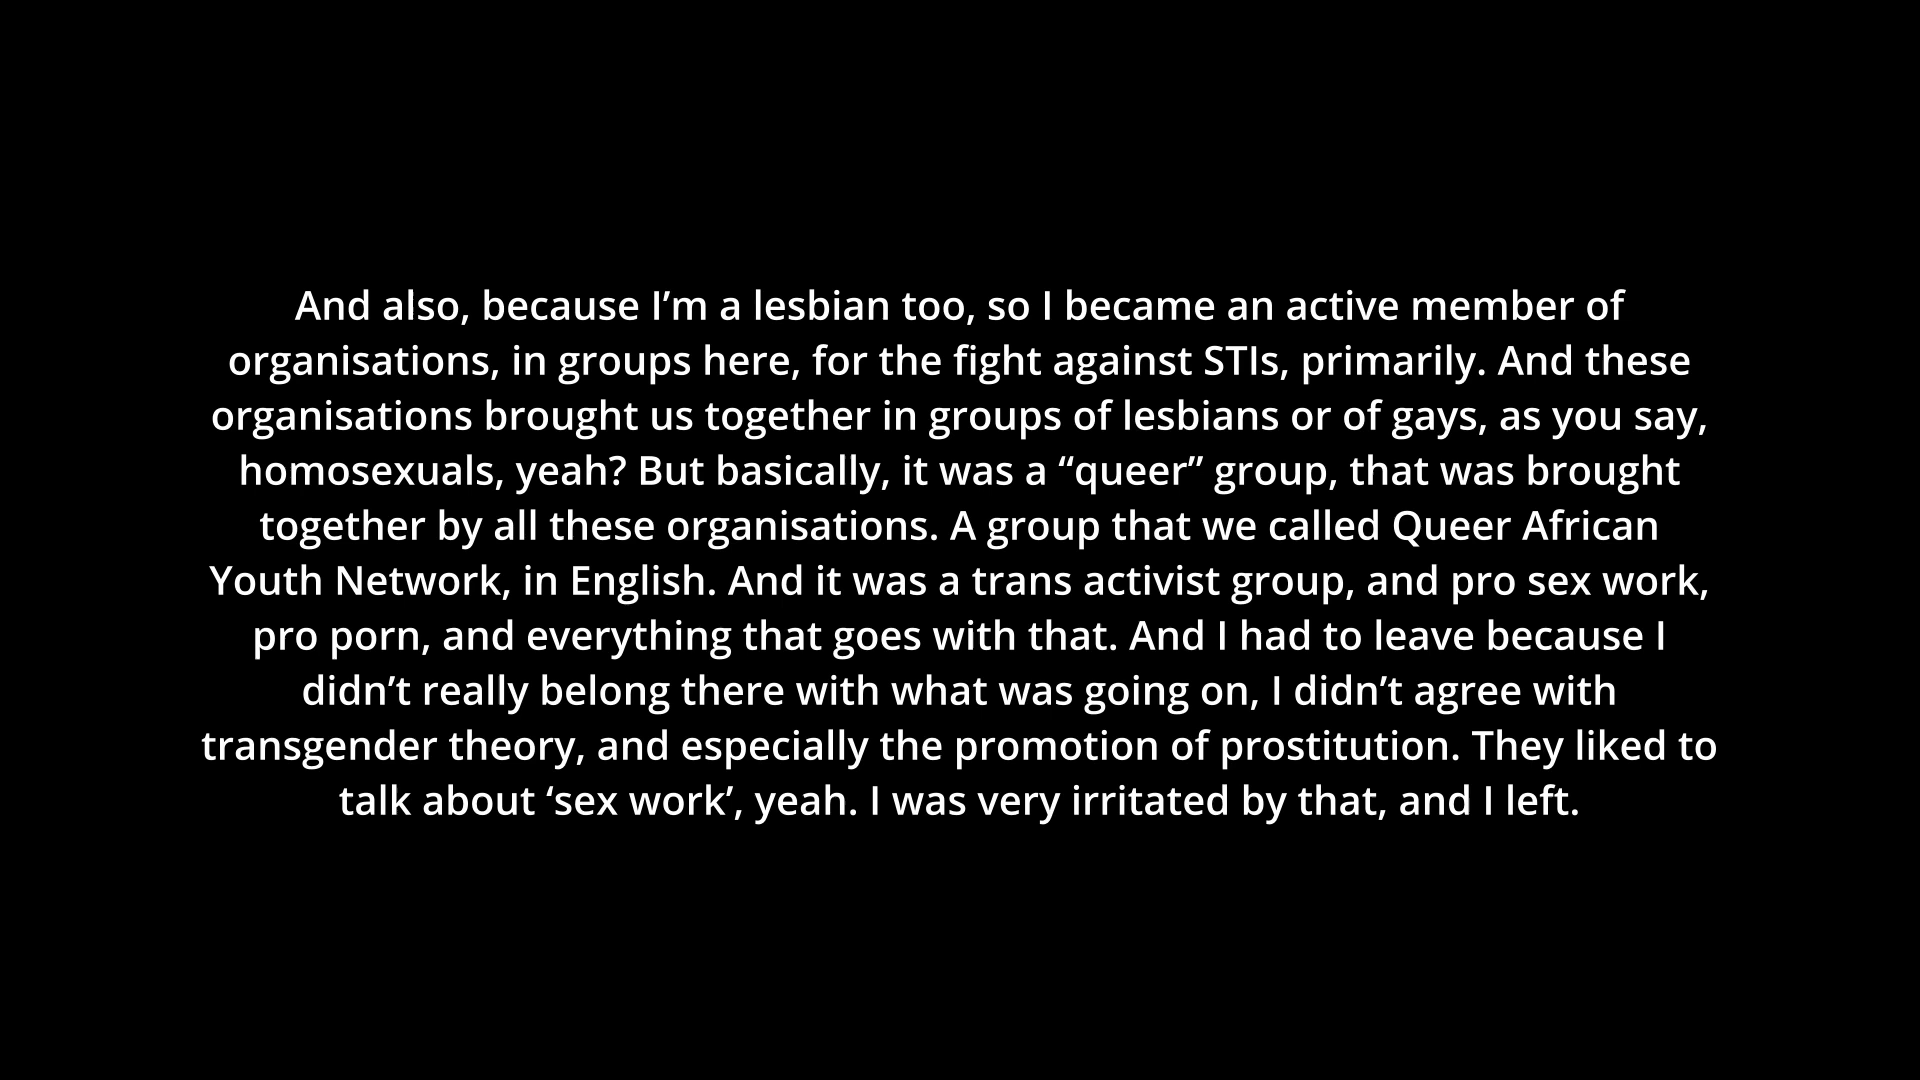 And also, because I’m a lesbian too, so I became an active member of
organisations, in groups here, for the fight against STIs, primarily. And these
organisations brought us together in groups of lesbians or of gays, as you say,
homosexuals, yeah? But basically, it was a “queer” group, that was brought
together by all these organisations. A group that we called Queer African
Youth Network, in English. And it was a trans activist group, and pro sex work,
pro porn, and everything that goes with that. And I had to leave because I
didn’t really belong there with what was going on, I didn’t agree with
transgender theory, and especially the promotion of prostitution. They liked to
talk about ‘sex work’, yeah. I was very irritated by that, and I left.